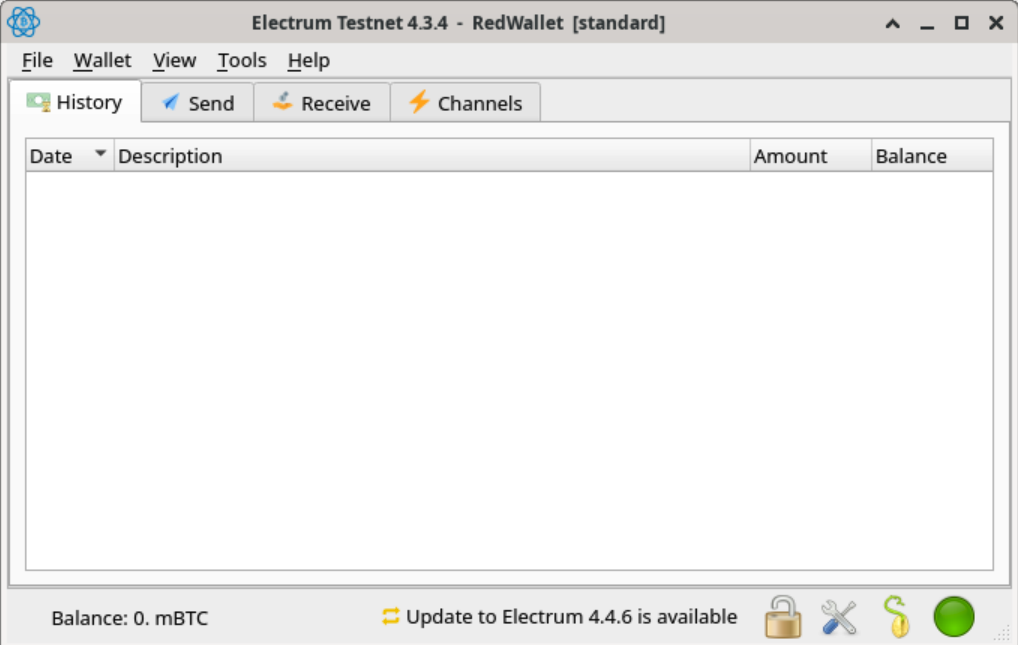 Electrum Testnet 4.3.4 - RedWallet [standard]
File Wallet View Tools Help
History Send Receive Channels
Date Description Amount Balance
Balance: 0. mBTC Update to Electrum 4.4.6 is available